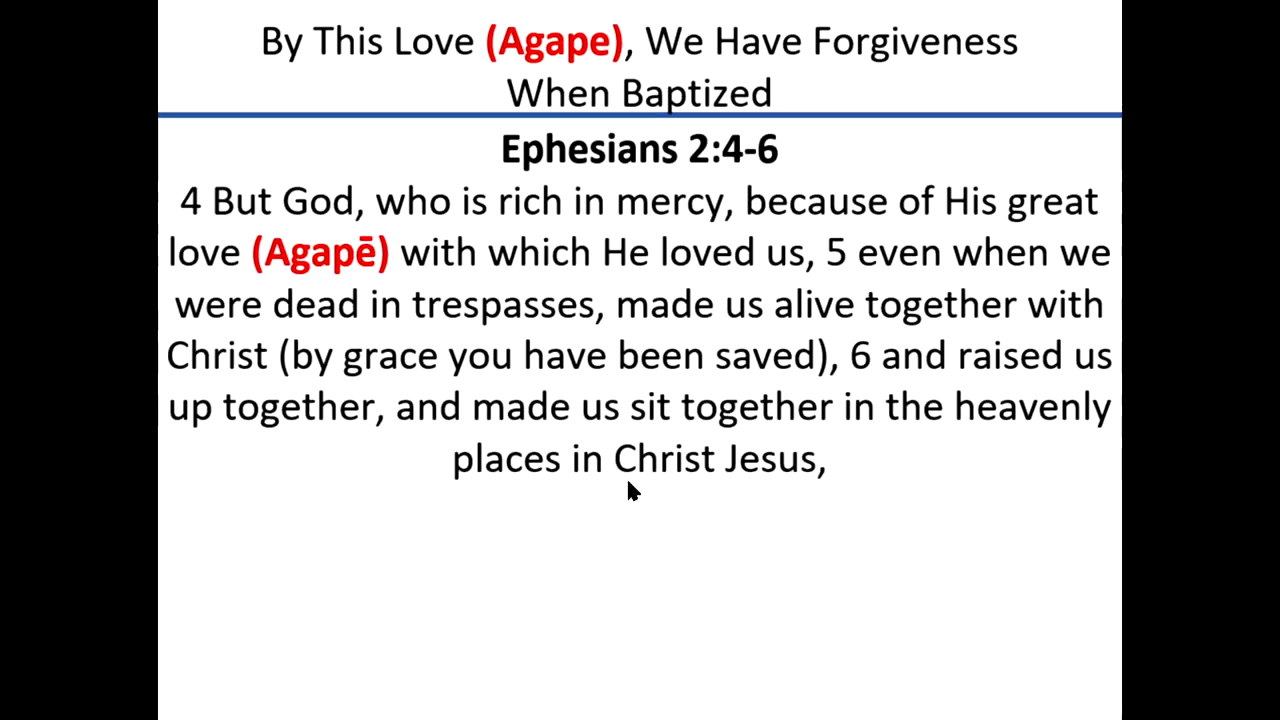 By This Love (Agape), We Have Forgiveness
When Baptized
Ephesians 2:4-6
4 But God, who is rich in mercy, because of His great
love (Agapē) with which He loved us, 5 even when we
were dead in trespasses, made us alive together with
Christ (by grace you have been saved), 6 and raised us
up together, and made us sit together in the heavenly
places in Christ Jesus,